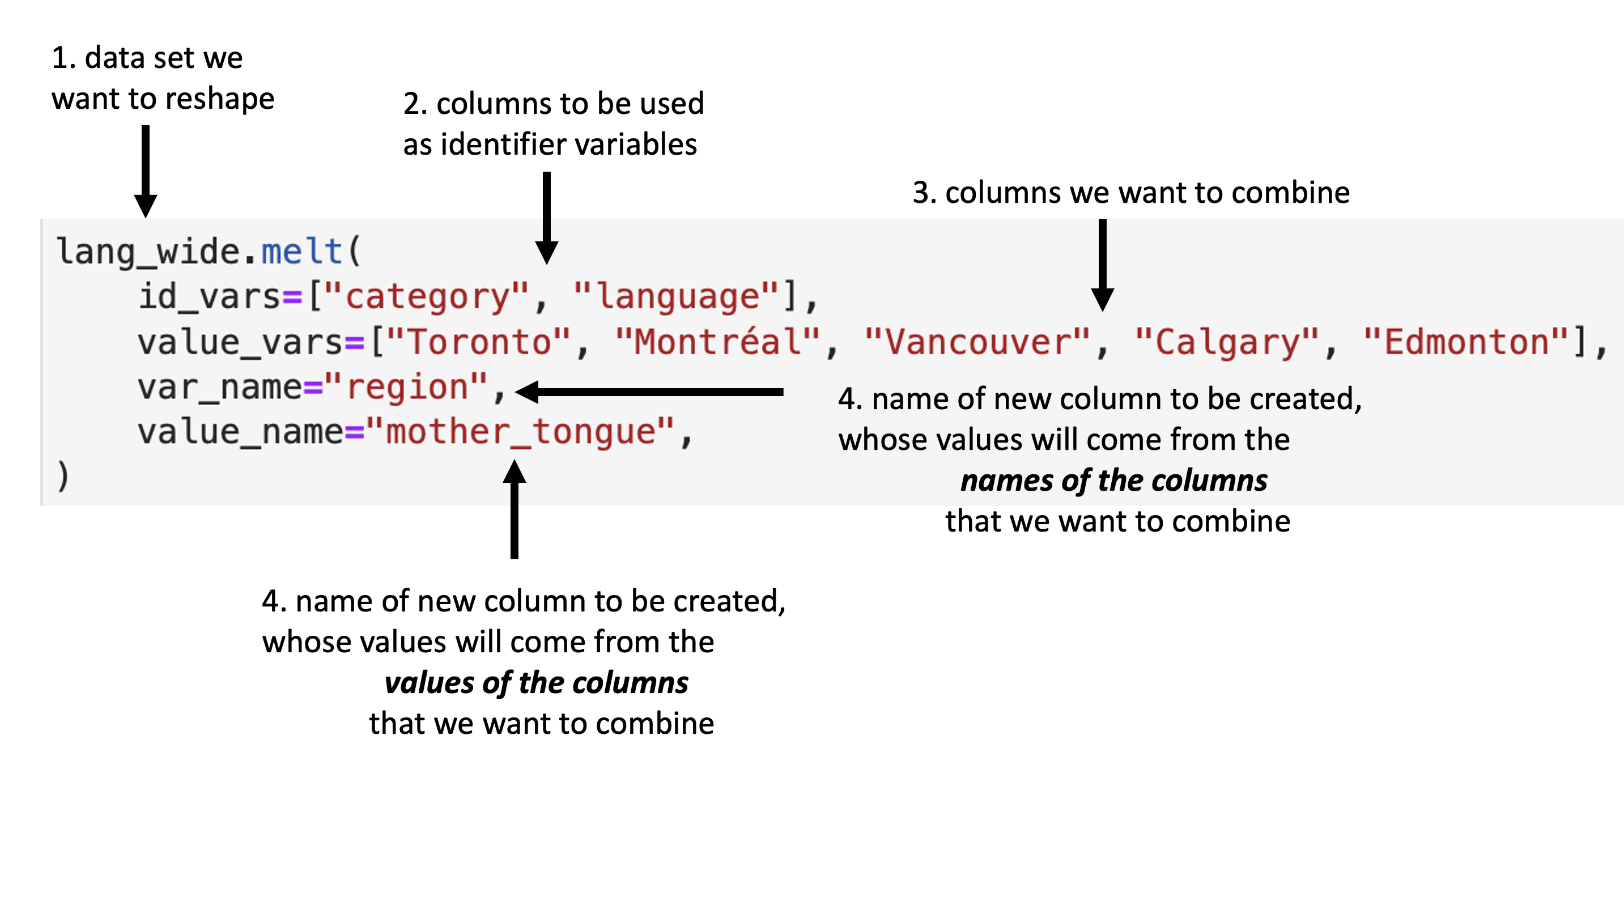 1. data set we
want to reshape
2. columns to be used
as identifier variables
3. columns we want to combine
lang_wide.melt(
    id_vars=["category", "language"],
    value_vars=["Toronto", "Montréal", "Vancouver", "Calgary", "Edmonton"],
    var_name="region",
    value_name="mother_tongue",
)
4. name of new column to be created,
whose values will come from the
names of the columns
that we want to combine
4. name of new column to be created,
whose values will come from the
values of the columns
that we want to combine